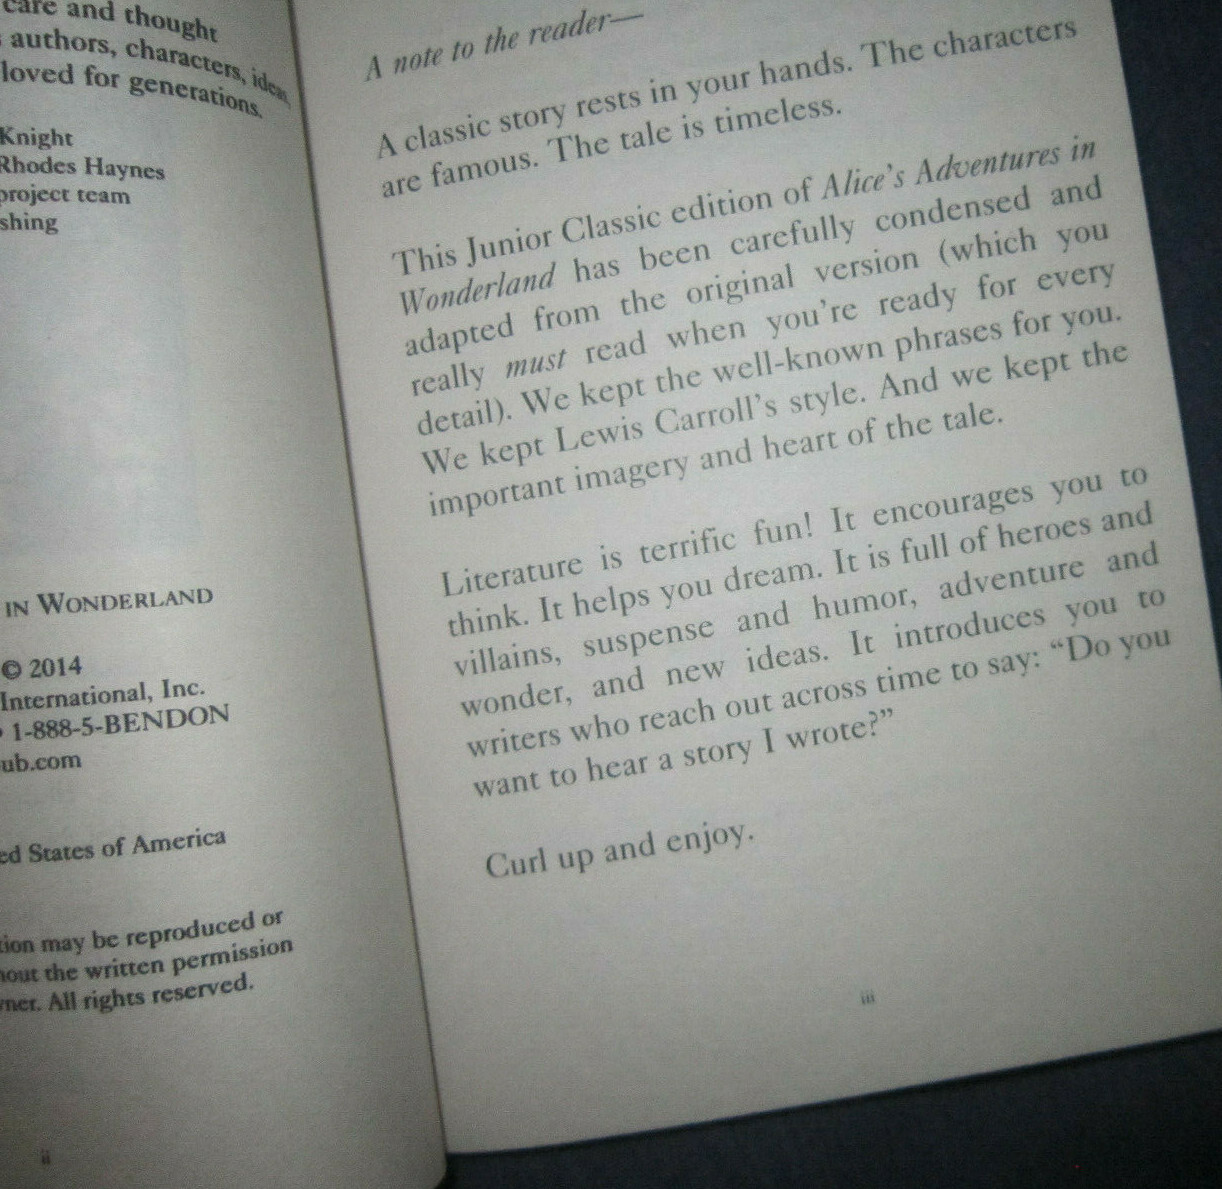 care and thought
authors, characters, ideas,
loved for generations.
Knight
Rhodes Haynes
project team
shing
IN WONDERLAND
© 2014
International, Inc.
1-888-5-BENDON
ub.com
ed States of America
tion may be reproduced or
hout the written permission
wner. All rights reserved.
ii
A note to the reader—
A classic story rests in your hands. The characters
are famous. The tale is timeless.
This Junior Classic edition of Alice's Adventures in
Wonderland has been carefully condensed and
adapted from the original version (which you
really must read when you're ready for every
detail). We kept the well-known phrases for you.
We kept Lewis Carroll's style. And we kept the
important imagery and heart of the tale.
Literature is terrific fun! It encourages you to
think. It helps you dream. It is full of heroes and
villains, suspense and humor, adventure and
wonder, and new ideas. It introduces you to
writers who reach out across time to say: “Do you
want to hear a story I wrote?”
Curl up and enjoy.
iii